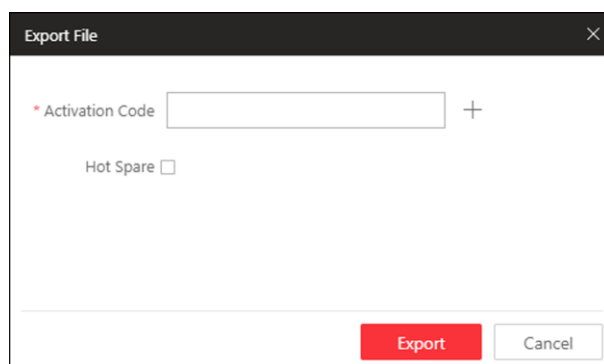 Export File
* Activation Code
Hot Spare
Export Cancel